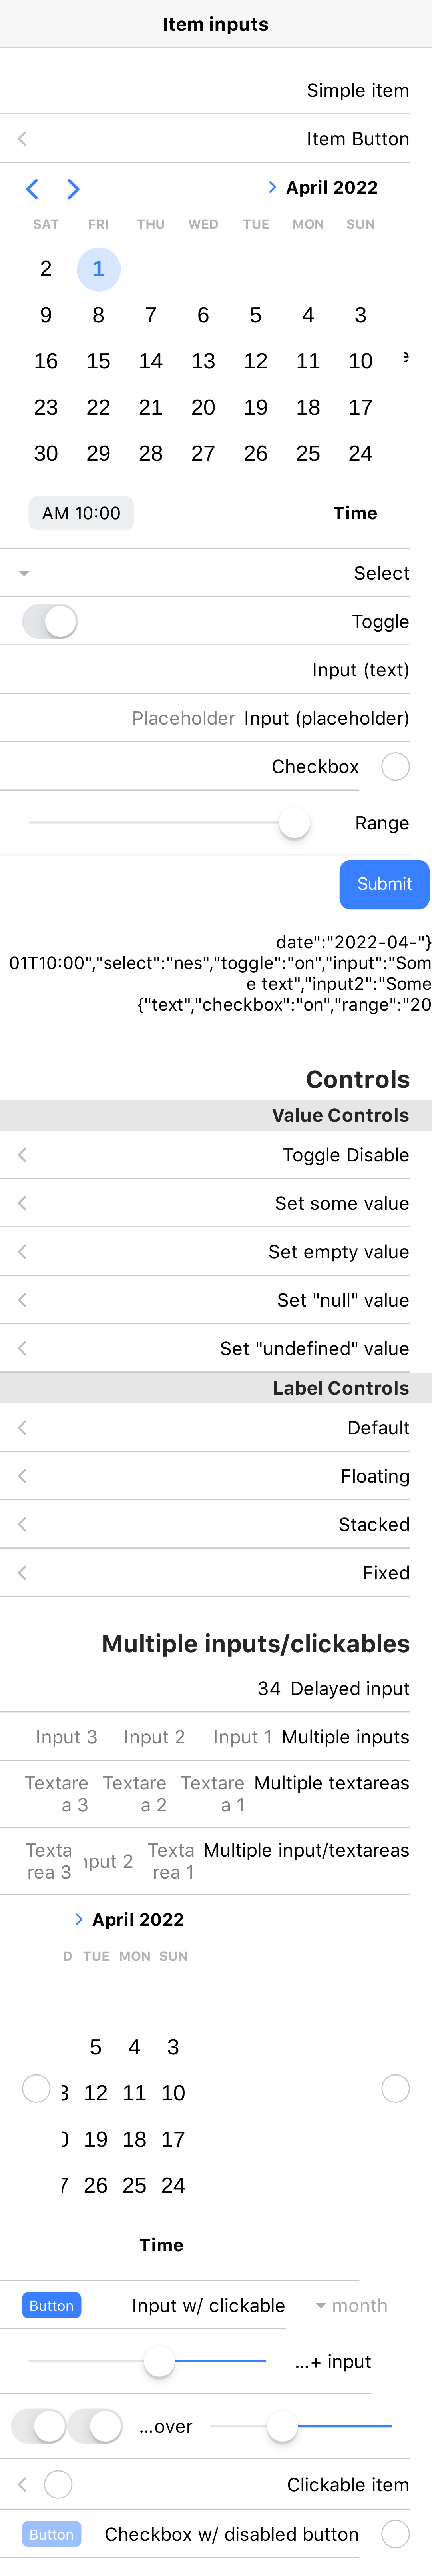 Item inputs
Simple item
Item Button
April 2022
SAT FRI THU WED TUE MON SUN
2 1
9 8 7 6 5 4 3
16 15 14 13 12 11 10
23 22 21 20 19 18 17
30 29 28 27 26 25 24
AM 10:00 Time
Select
Toggle
Input (text)
Placeholder Input (placeholder)
Checkbox
Range
Submit
date":"2022-04-"}
01T10:00","select":"nes","toggle":"on","input":"Som
e text","input2":"Some
{"text","checkbox":"on","range":"20
Controls
Value Controls
Toggle Disable
Set some value
Set empty value
Set "null" value
Set "undefined" value
Label Controls
Default
Floating
Stacked
Fixed
Multiple inputs/clickables
34 Delayed input
Input 3 Input 2 Input 1 Multiple inputs
Textare Textare Textare Multiple textareas
a 3 a 2 a 1
Texta nput 2 Texta Multiple input/textareas
rea 3 rea 1
April 2022
D TUE MON SUN
5 4 3
12 11 10
19 18 17
26 25 24
Time
Button Input w/ clickable month
...+ input
...over
Clickable item
Button Checkbox w/ disabled button